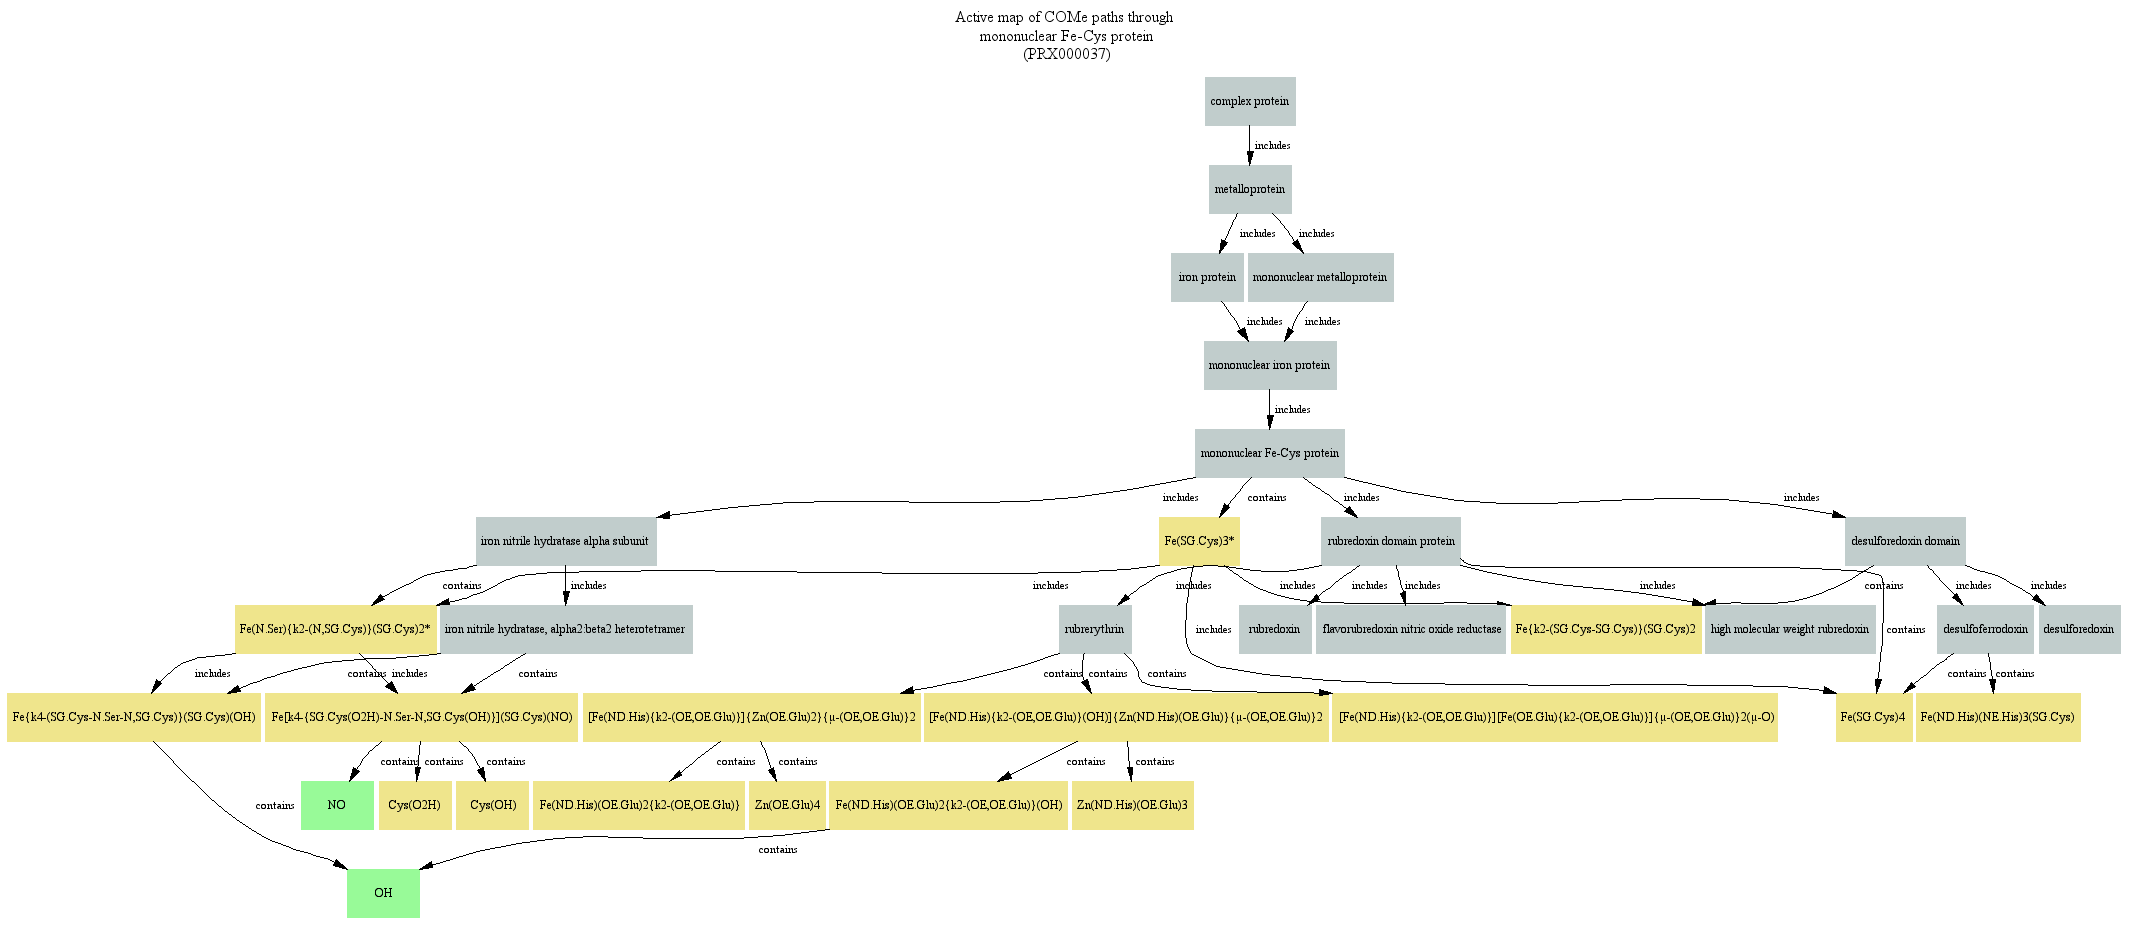 Active map of COMe paths through
mononuclear Fe-Cys protein
(PRX000037)
complex protein
includes
metalloprotein
includes includes
iron protein mononuclear metalloprotein
includes includes
mononuclear iron protein
includes
mononuclear Fe-Cys protein
includes contains includes includes
iron nitrile hydratase alpha subunit Fe(SG.Cys)3* rubredoxin domain protein desulforedoxin domain
contains includes includes includes includes includes includes includes contains includes includes
Fe(N.Ser){k2-(N,SG.Cys)}(SG.Cys)2* iron nitrile hydratase, alpha2:beta2 heterotetramer rubrerythrin rubredoxin flavorubredoxin nitric oxide reductase Fe{k2-(SG.Cys-SG.Cys)}(SG.Cys)2 high molecular weight rubredoxin desulfoferrodoxin desulforedoxin
includes contains
includes contains includes contains contains contains contains contains contains
Fe{k4-(SG.Cys-N.Ser-N,SG.Cys)}(SG.Cys)(OH) Fe[k4-{SG.Cys(O2H)-N.Ser-N,SG.Cys(OH)}](SG.Cys)(NO) [Fe(ND.His){k2-(OE,OE.Glu)}]{Zn(OE.Glu)2}{μ-(OE,OE.Glu)}2 [Fe(ND.His){k2-(OE,OE.Glu)}(OH)]{Zn(ND.His)(OE.Glu)}{μ-(OE,OE.Glu)}2 [Fe(ND.His){k2-(OE,OE.Glu)}][Fe(OE.Glu){k2-(OE,OE.Glu)}]{μ-(OE,OE.Glu)}2(μ-O) Fe(SG.Cys)4 Fe(ND.His)(NE.His)3(SG.Cys)
contains contains contains contains contains contains contains
NO Cys(O2H) Cys(OH) Fe(ND.His)(OE.Glu)2{k2-(OE,OE.Glu)} Zn(OE.Glu)4 Fe(ND.His)(OE.Glu)2{k2-(OE,OE.Glu)}(OH) Zn(ND.His)(OE.Glu)3
contains
contains
OH